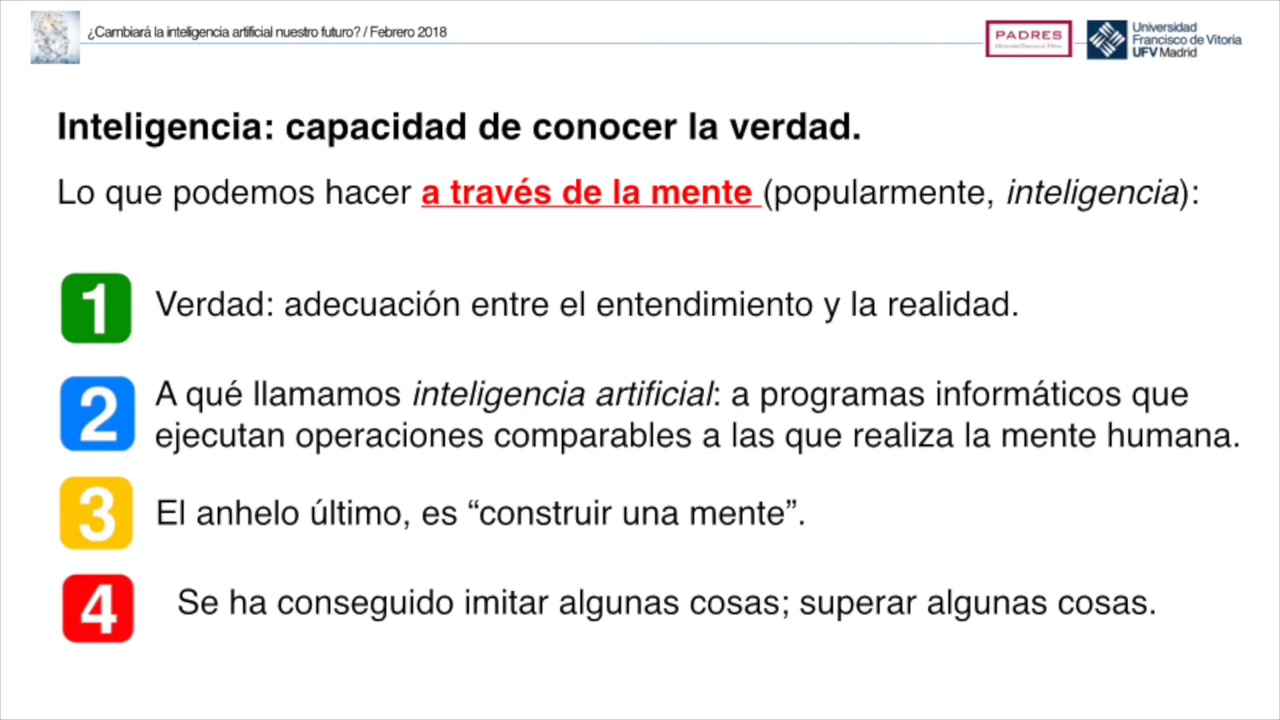 ¿Cambiará la inteligencia artificial nuestro futuro? / Febrero 2018
PADRES
Universidad
Francisco de Vitoria
UFV Madrid
Inteligencia: capacidad de conocer la verdad.
Lo que podemos hacer a través de la mente (popularmente, inteligencia):
1 Verdad: adecuación entre el entendimiento y la realidad.
2 A qué llamamos inteligencia artificial: a programas informáticos que
ejecutan operaciones comparables a las que realiza la mente humana.
3 El anhelo último, es “construir una mente”.
4 Se ha conseguido imitar algunas cosas; superar algunas cosas.